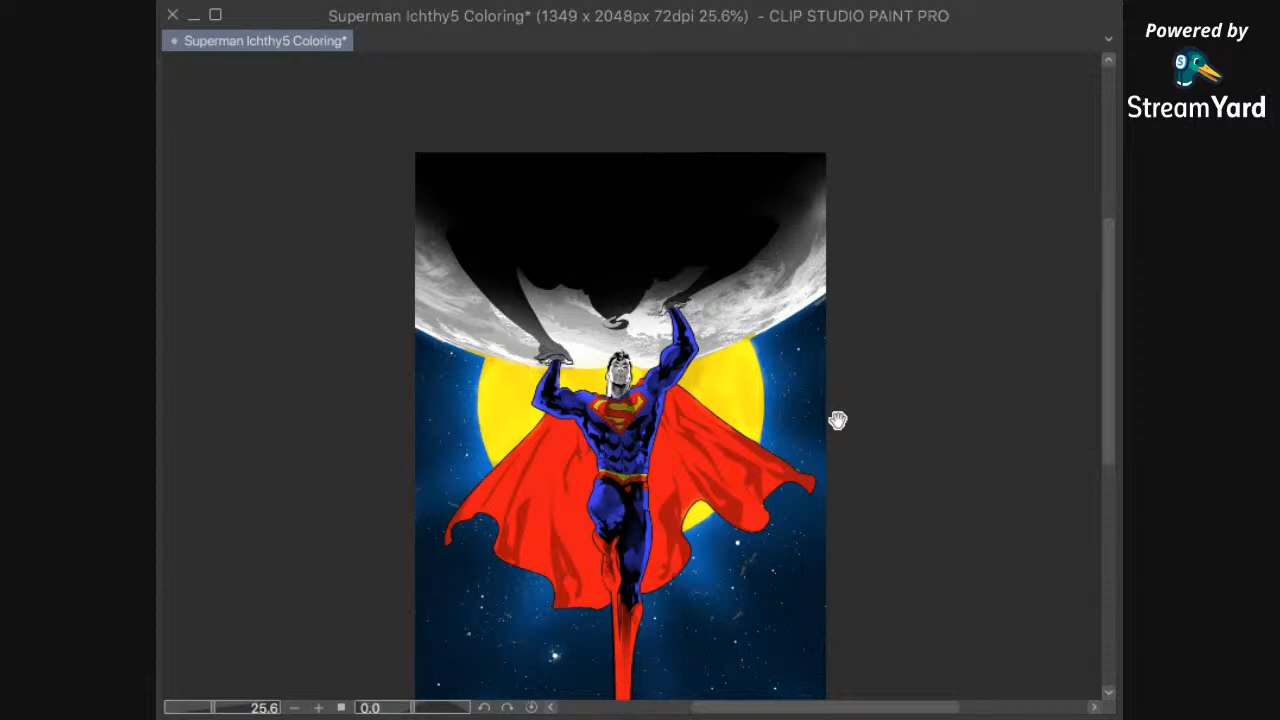 Superman Ichthy5 Coloring* (1349 x 2048px 72dpi 25.6%) - CLIP STUDIO PAINT PRO
Superman Ichthy5 Coloring*
Powered by
StreamYard
S
25.6
0.0